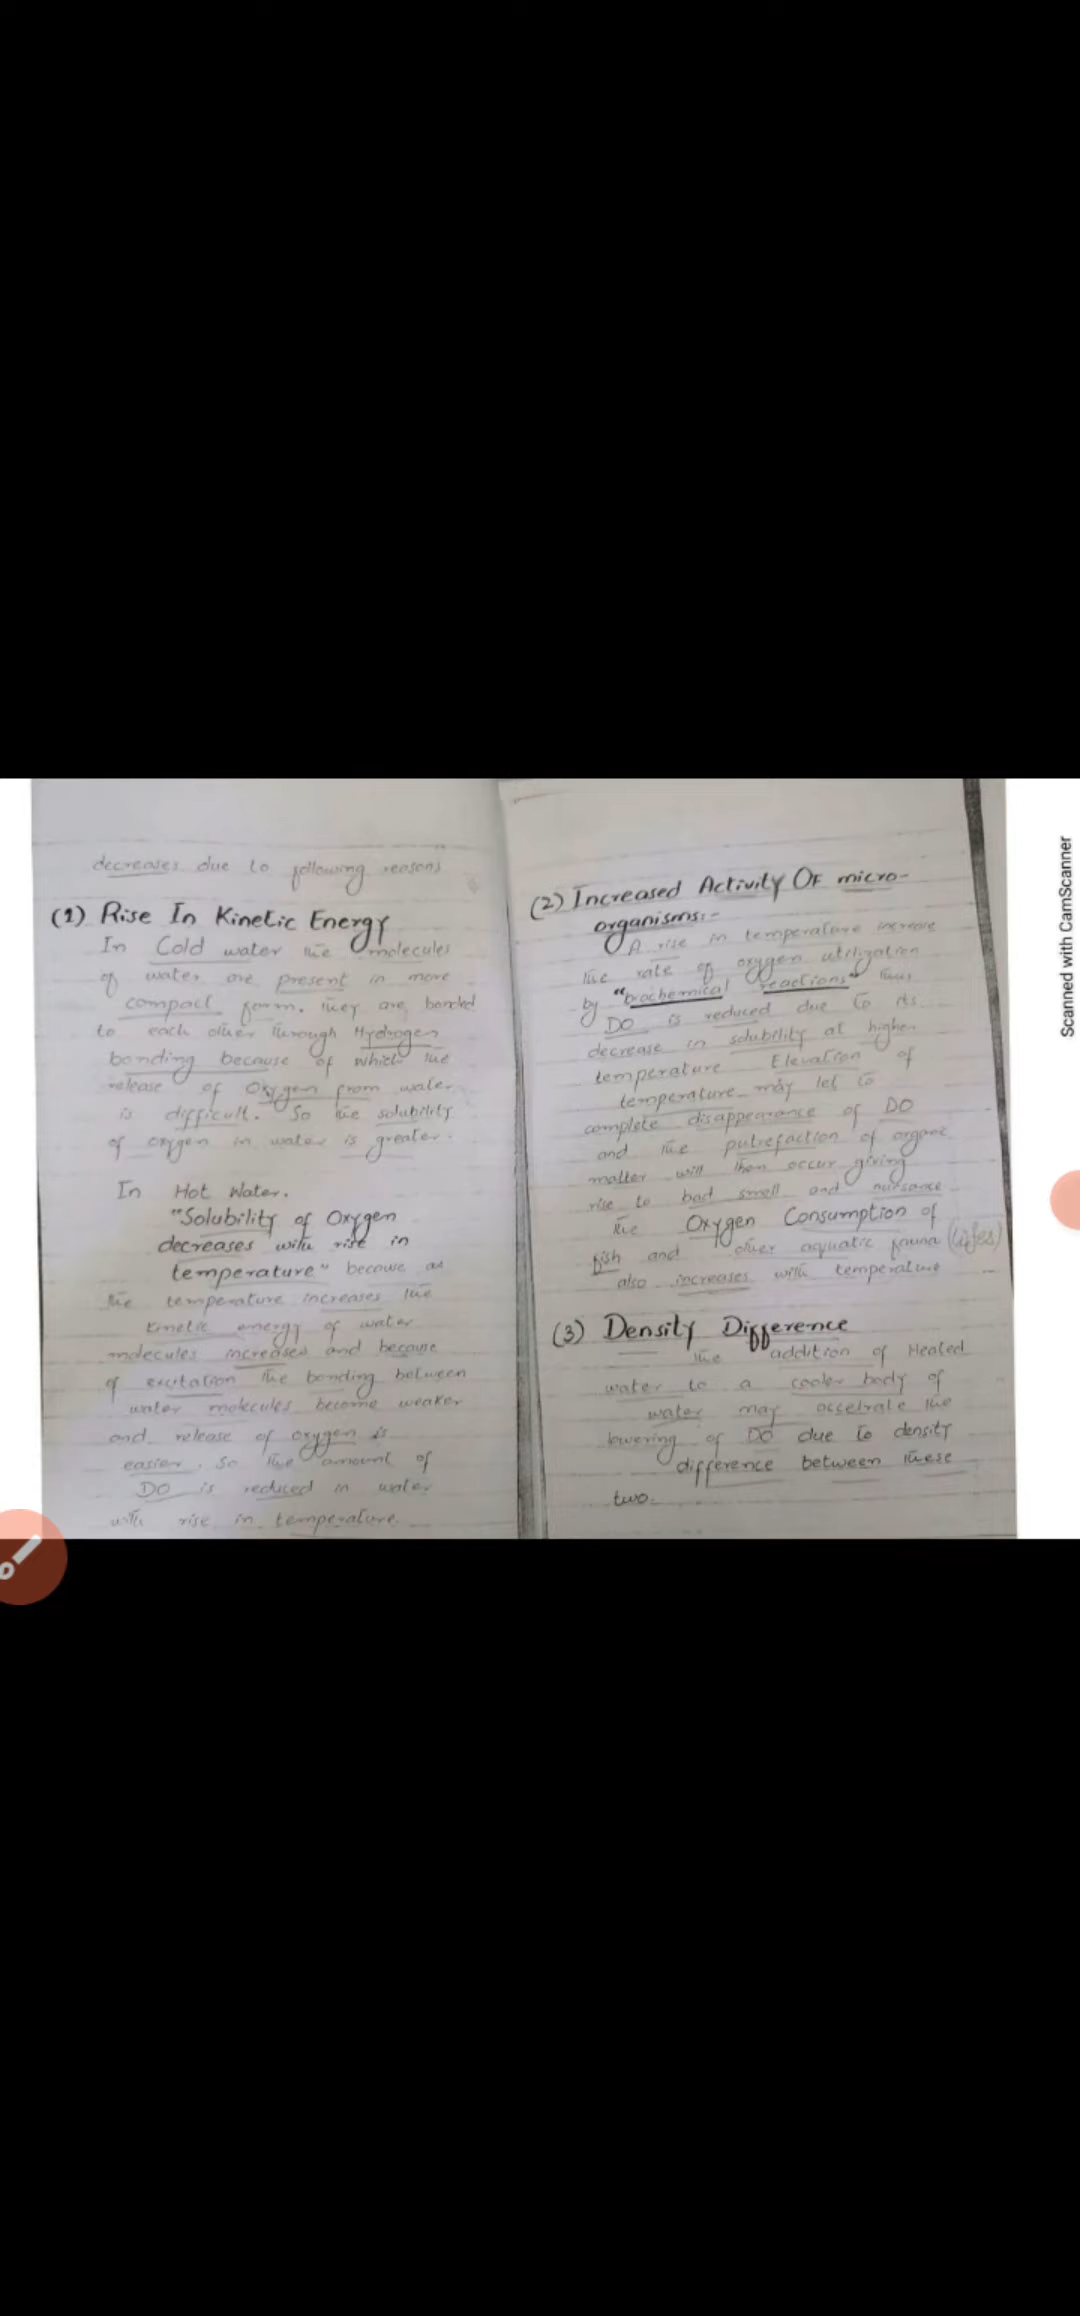 decreases due to following reasons
(1) Rise In Kinetic Energy
In Cold water the molecules
of water are present in more
compact form. they are bonded
to each other through Hydrogen
bonding because of which the
release of Oxygen from water
is difficult. So the solubility
of oxygen in water is greater.
In Hot Water.
"Solubility of Oxygen
decreases with rise in
temperature" because as
the temperature increases the
kinetic energy of water
molecules increases and because
of excitation the bonding between
water molecules become weaker
and release of oxygen is
easier. So the amount of
DO is reduced in water
with rise in temperature
(2) Increased Activity OF micro-
organisms:-
A rise in temperature increase
the rate of oxygen utilization
by "biochemical reactions" thus
DO is reduced due to its
decrease in solubility at higher
temperature Elevation of
temperature may let to
complete disappearance of DO
and the putrefaction of organic
matter will then occur giving
rise to bad smell and nuisance
the Oxygen Consumption of
fish and other aquatic fauna (lifes)
also increases with temperature
(3) Density Difference
the addition of Heated
water to a cooler body of
water may accelrate the
lowering of DO due to density
difference between these
two.
Scanned with CamScanner